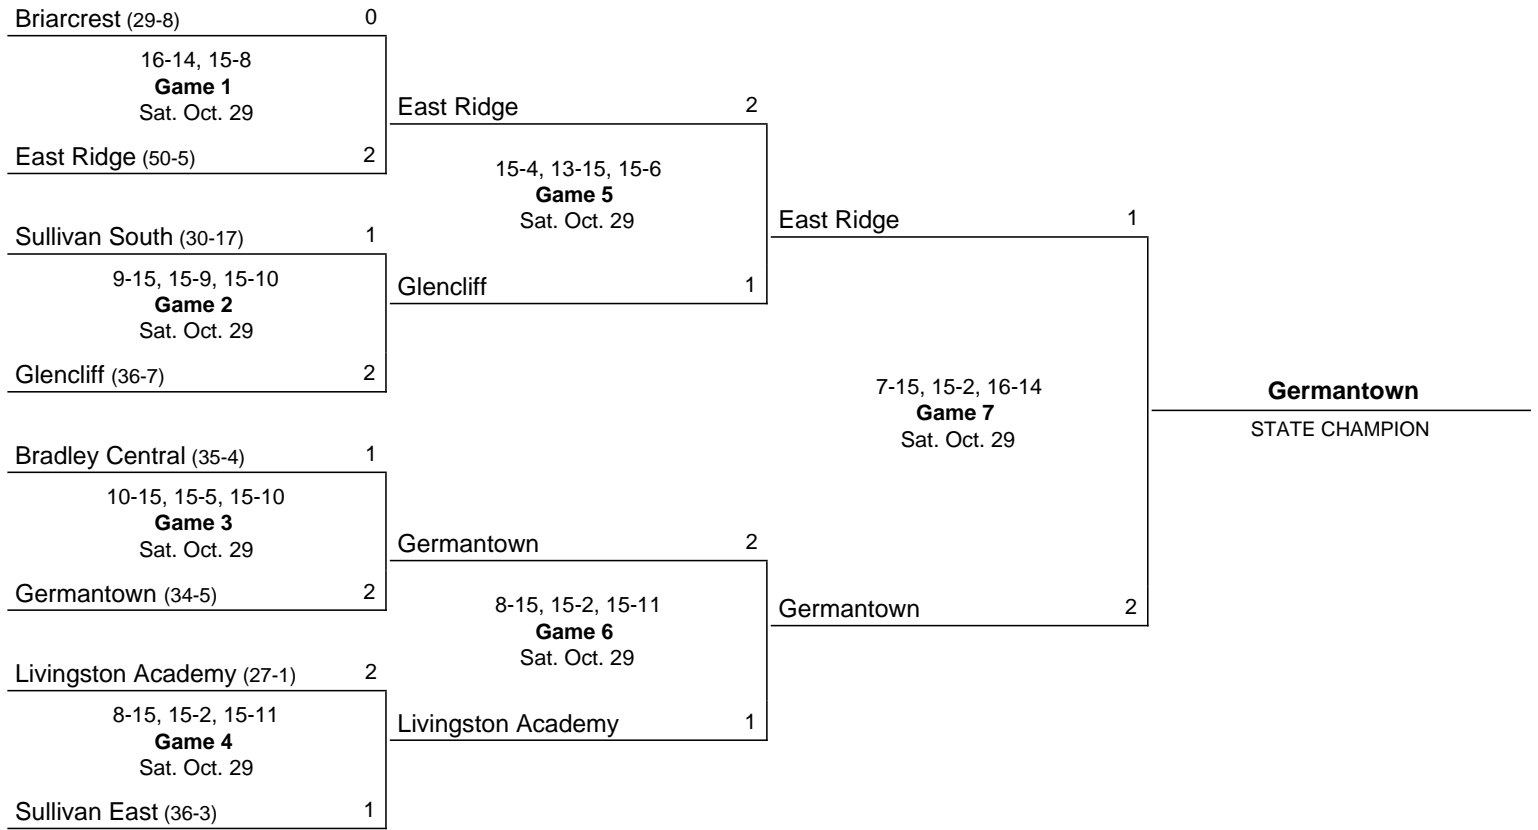 Briarcrest (29-8) 0
16-14, 15-8
Game 1
Sat. Oct. 29
East Ridge (50-5) 2
Sullivan South (30-17) 1
9-15, 15-9, 15-10
Game 2
Sat. Oct. 29
Glencliff (36-7) 2
Bradley Central (35-4) 1
10-15, 15-5, 15-10
Game 3
Sat. Oct. 29
Germantown (34-5) 2
Livingston Academy (27-1) 2
8-15, 15-2, 15-11
Game 4
Sat. Oct. 29
Sullivan East (36-3) 1
East Ridge 2
15-4, 13-15, 15-6
Game 5
Sat. Oct. 29
Glencliff 1
Germantown 2
8-15, 15-2, 15-11
Game 6
Sat. Oct. 29
Livingston Academy 1
East Ridge 1
7-15, 15-2, 16-14
Game 7
Sat. Oct. 29
Germantown 2
Germantown
STATE CHAMPION